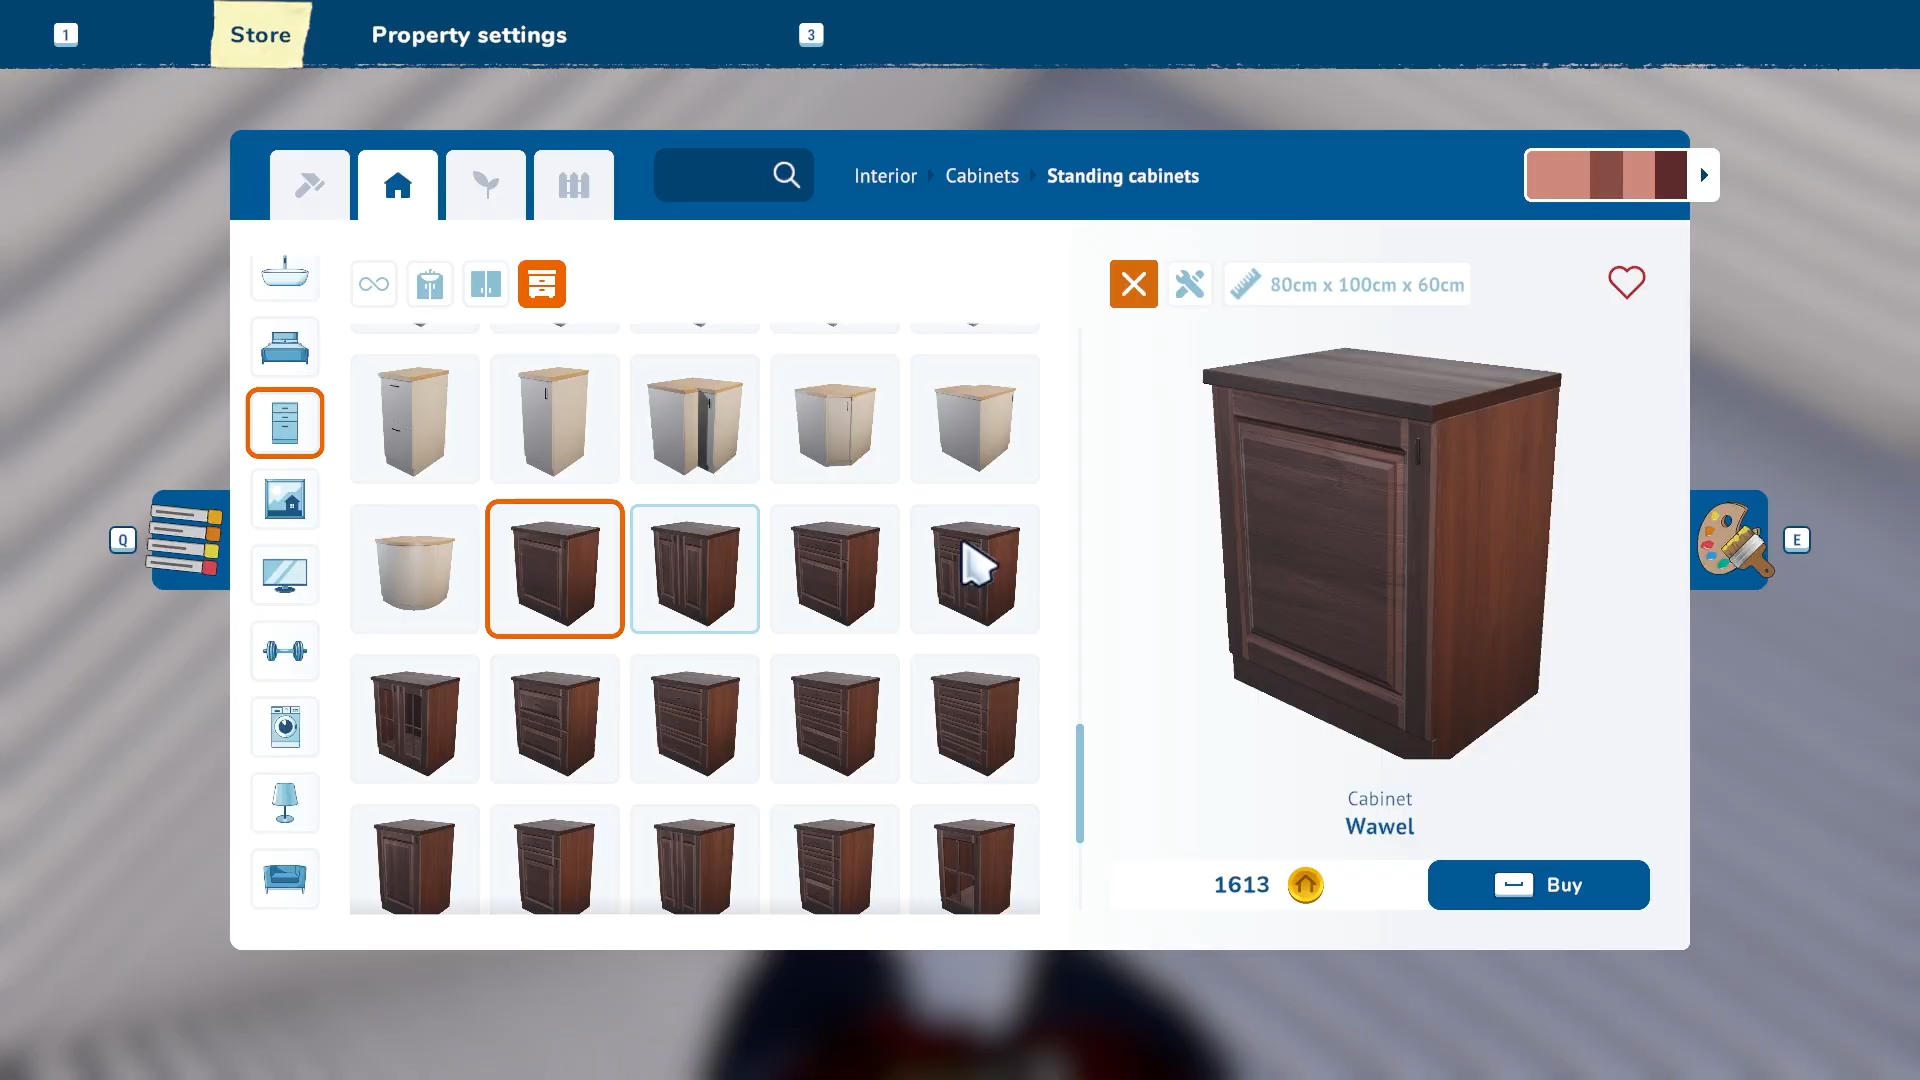 1
Store
Property settings
3
Interior
Cabinets
Standing cabinets
80cm x 100cm x 60cm
Q
E
Cabinet
Wawel
1613
Buy